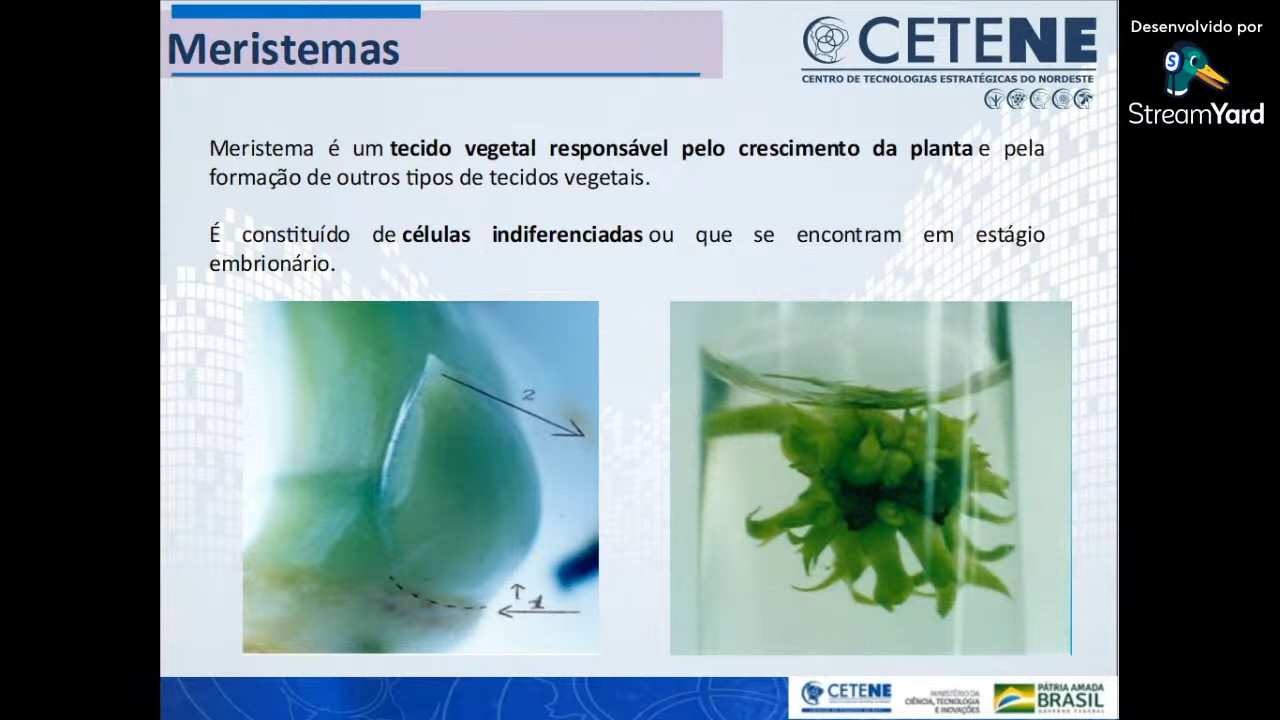 Meristemas
CETENE
CENTRO DE TECNOLOGIAS ESTRATÉGICAS DO NORDESTE
Desenvolvido por
StreamYard
Meristema é um tecido vegetal responsável pelo crescimento da planta e pela
formação de outros tipos de tecidos vegetais.
É constituído de células indiferenciadas ou que se encontram em estágio
embrionário.
2
1
CETENE
MINISTÉRIO DA
CIÊNCIA, TECNOLOGIA
E INOVAÇÕES
PÁTRIA AMADA
BRASIL
GOVERNO FEDERAL